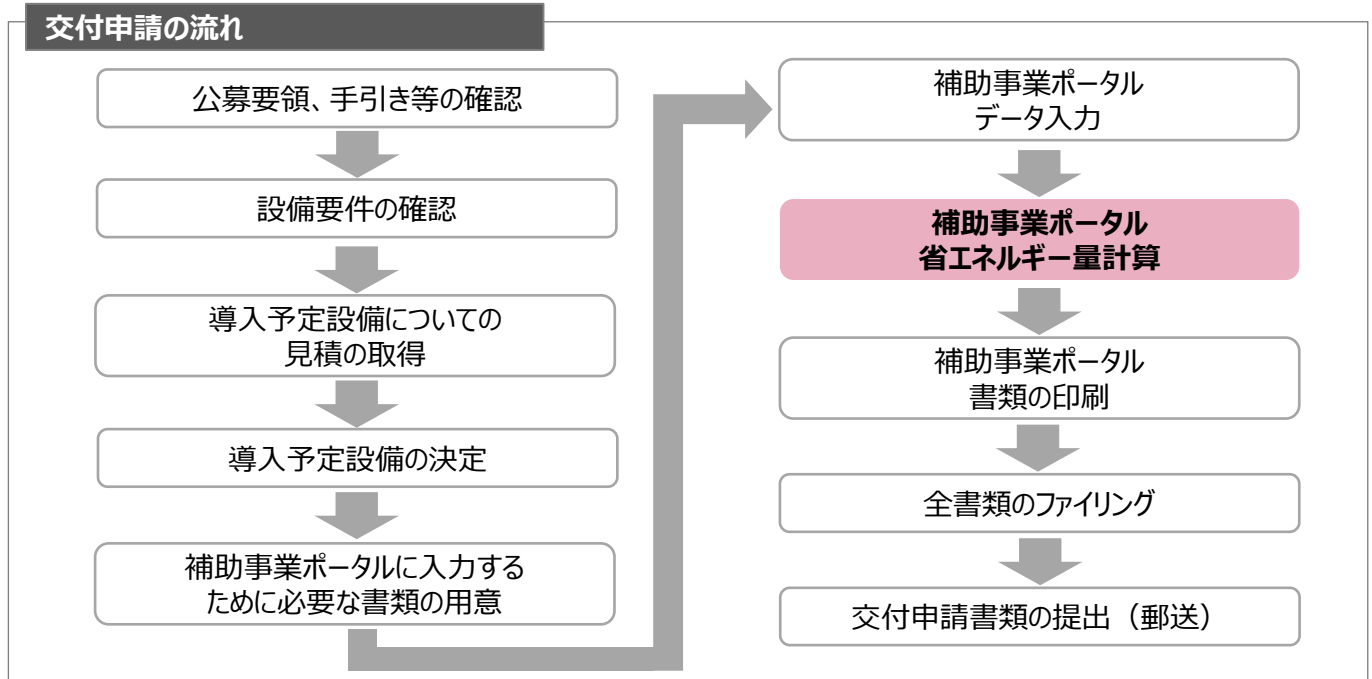 交付申請の流れ
公募要領、手引き等の確認
設備要件の確認
導入予定設備についての
見積の取得
導入予定設備の決定
補助事業ポータルに入力する
ために必要な書類の用意
補助事業ポータル
データ入力
補助事業ポータル
省エネルギー量計算
補助事業ポータル
書類の印刷
全書類のファイリング
交付申請書類の提出（郵送）